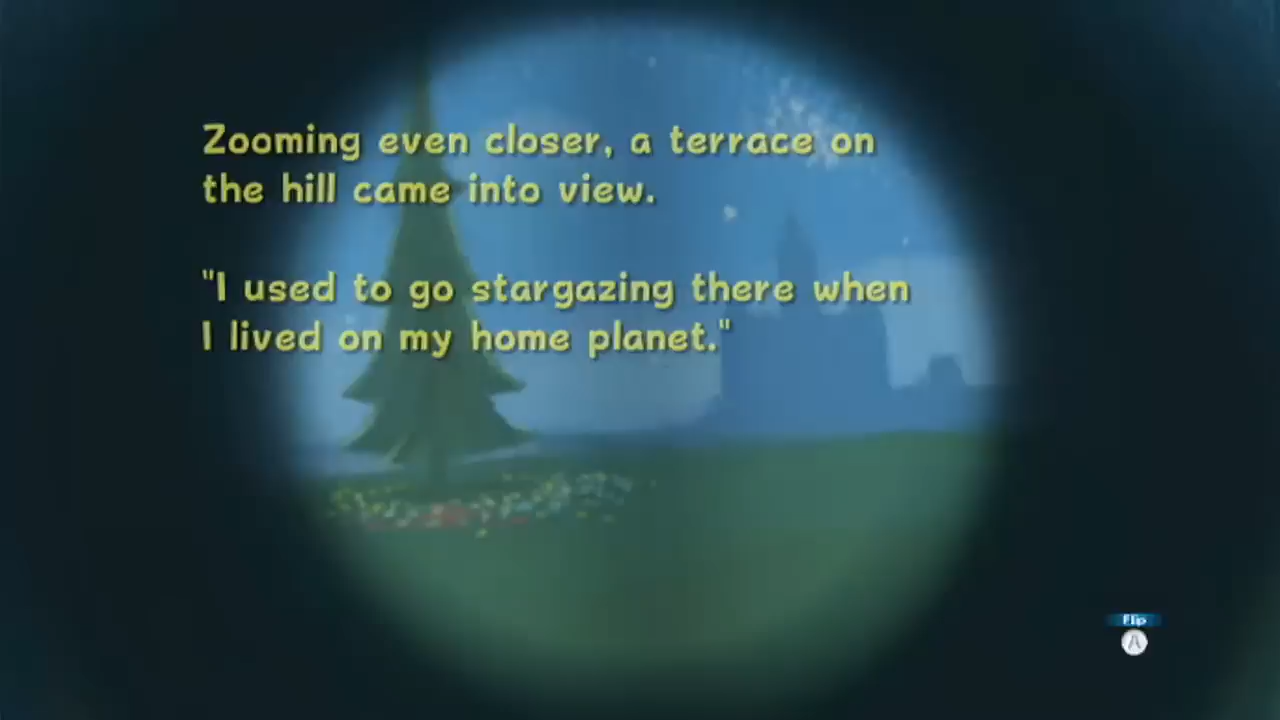 Zooming even closer, a terrace on
the hill came into view.
"I used to go stargazing there when
I lived on my home planet."
Flip
A